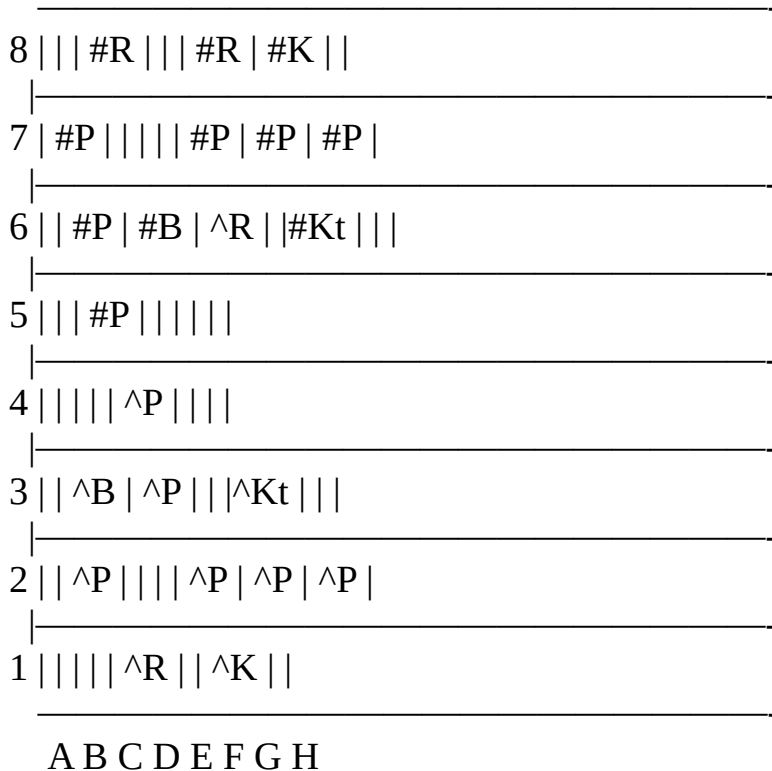 8 | | | #R | | | #R | #K | |
7 | #P | | | | | #P | #P | #P |
6 | | #P | #B | ^R | |#Kt | | |
5 | | | #P | | | | | |
4 | | | | | ^P | | | |
3 | | ^B | ^P | | |^Kt | | |
2 | | ^P | | | | ^P | ^P | ^P |
1 | | | | | ^R | | ^K | |
A B C D E F G H